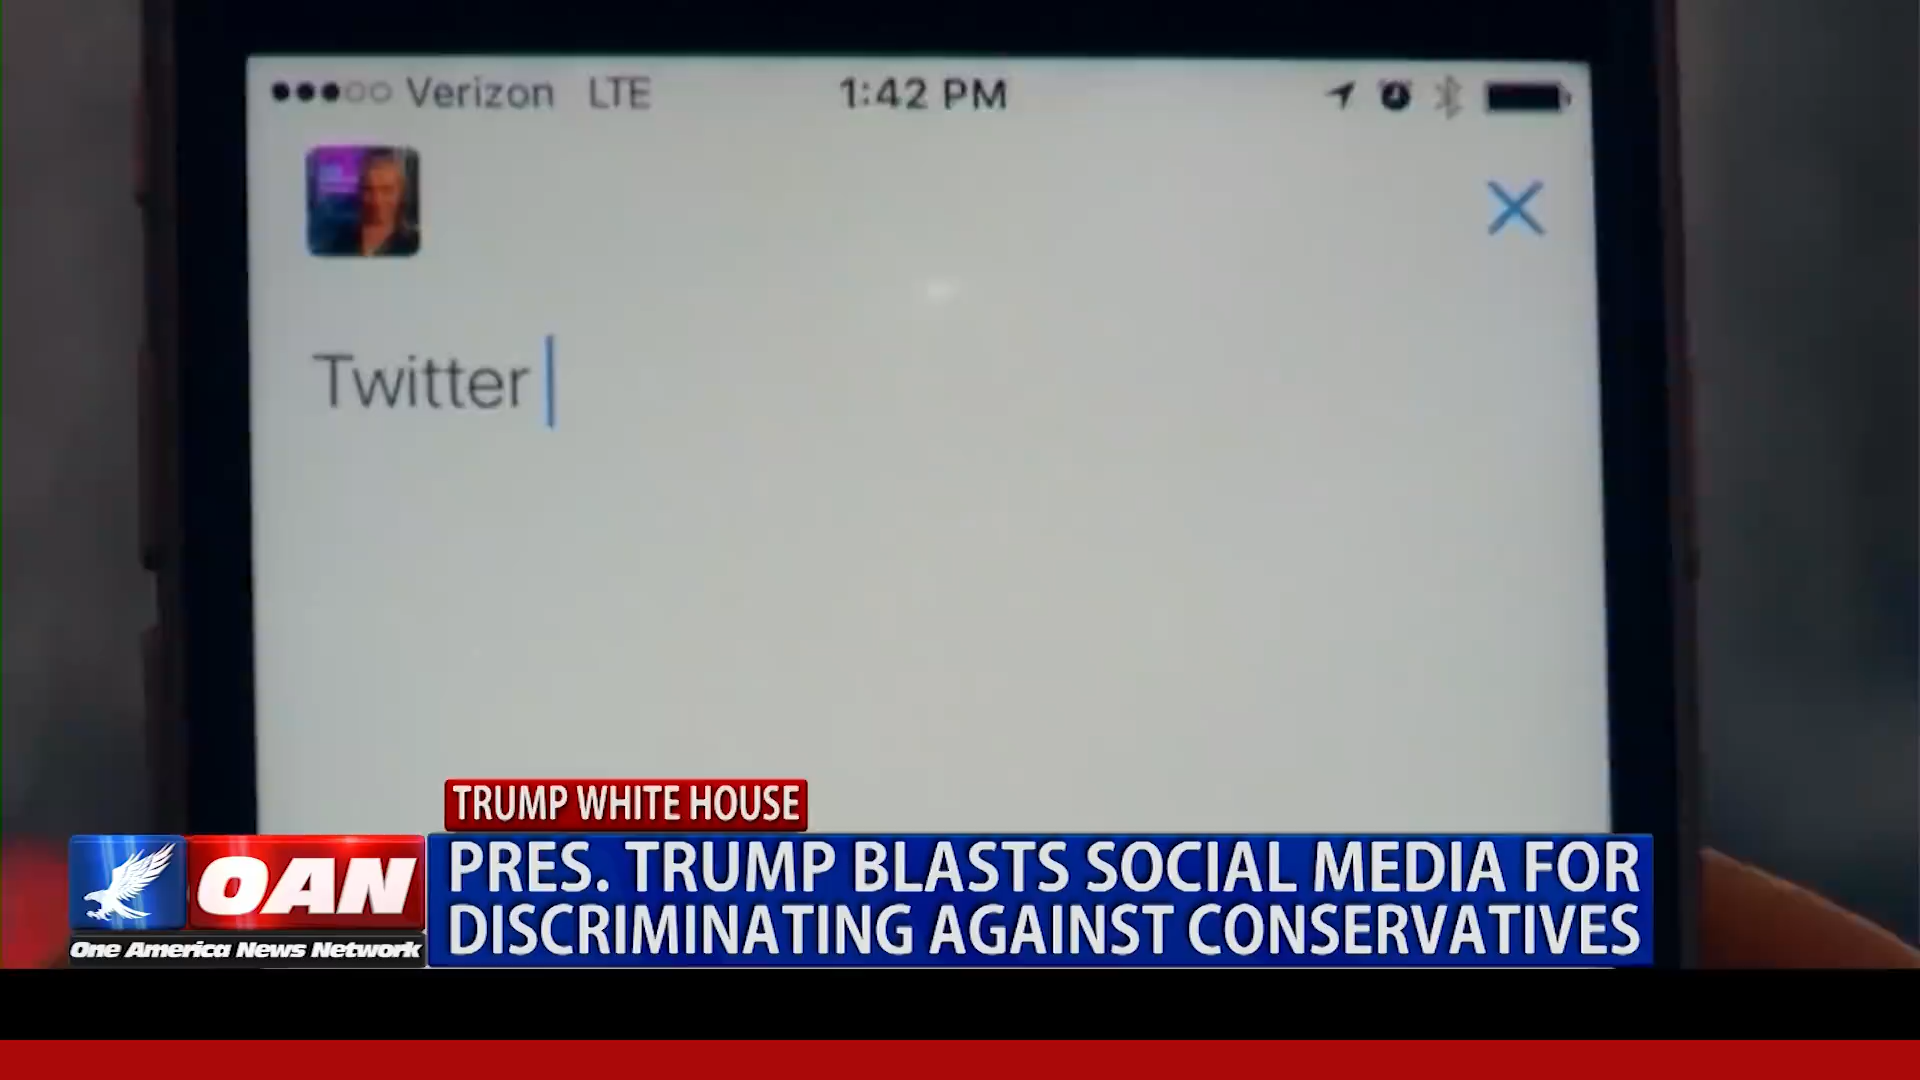 Verizon LTE 1:42 PM
Twitter
TRUMP WHITE HOUSE
PRES. TRUMP BLASTS SOCIAL MEDIA FOR
DISCRIMINATING AGAINST CONSERVATIVES
OAN
One America News Network